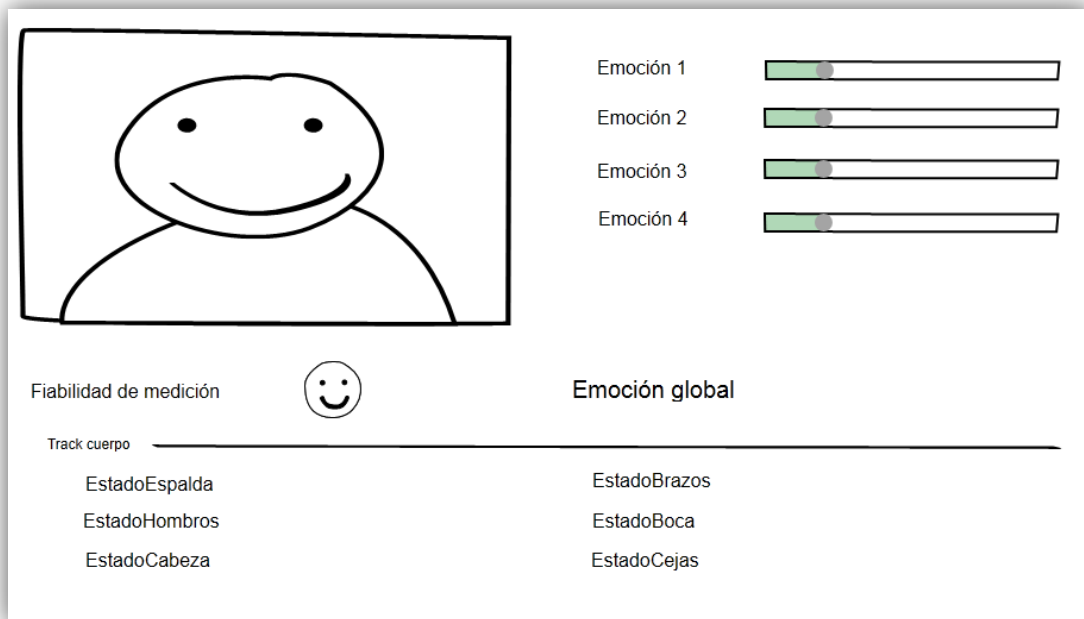 Emoción 1
Emoción 2
Emoción 3
Emoción 4
Fiabilidad de medición
Emoción global
Track cuerpo
EstadoEspalda
EstadoBrazos
EstadoHombros
EstadoBoca
EstadoCabeza
EstadoCejas